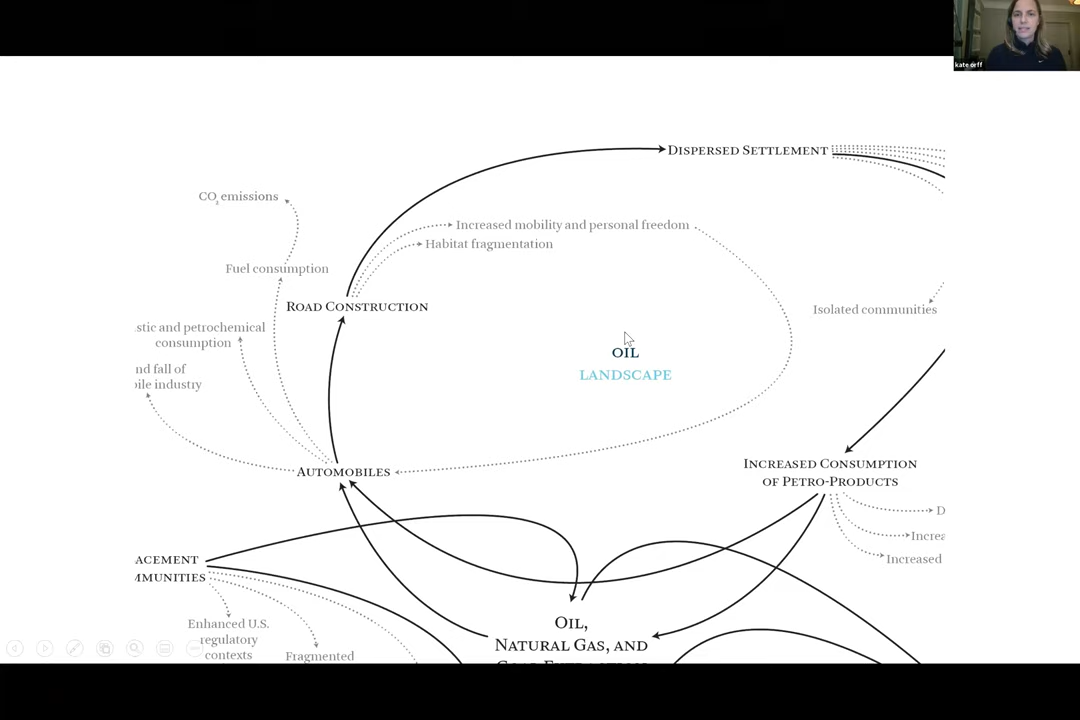 kate orff
DISPERSED SETTLEMENT
CO2 emissions
Increased mobility and personal freedom
Habitat fragmentation
Fuel consumption
ROAD CONSTRUCTION
Isolated communities
stic and petrochemical
consumption
OIL
LANDSCAPE
nd fall of
bile industry
AUTOMOBILES
INCREASED CONSUMPTION
OF PETRO-PRODUCTS
D
Increa
Increased
ACEMENT
MMUNITIES
Enhanced U.S.
regulatory
contexts
Fragmented
OIL,
NATURAL GAS, AND
COAL EXTRACTION